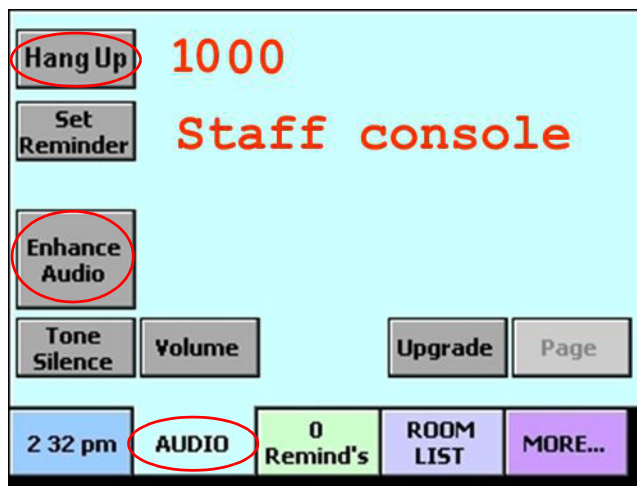 Hang Up
1000
Set
Reminder
Staff console
Enhance
Audio
Tone
Silence
Volume
Upgrade
Page
2 32 pm
AUDIO
0
Remind's
ROOM
LIST
MORE...